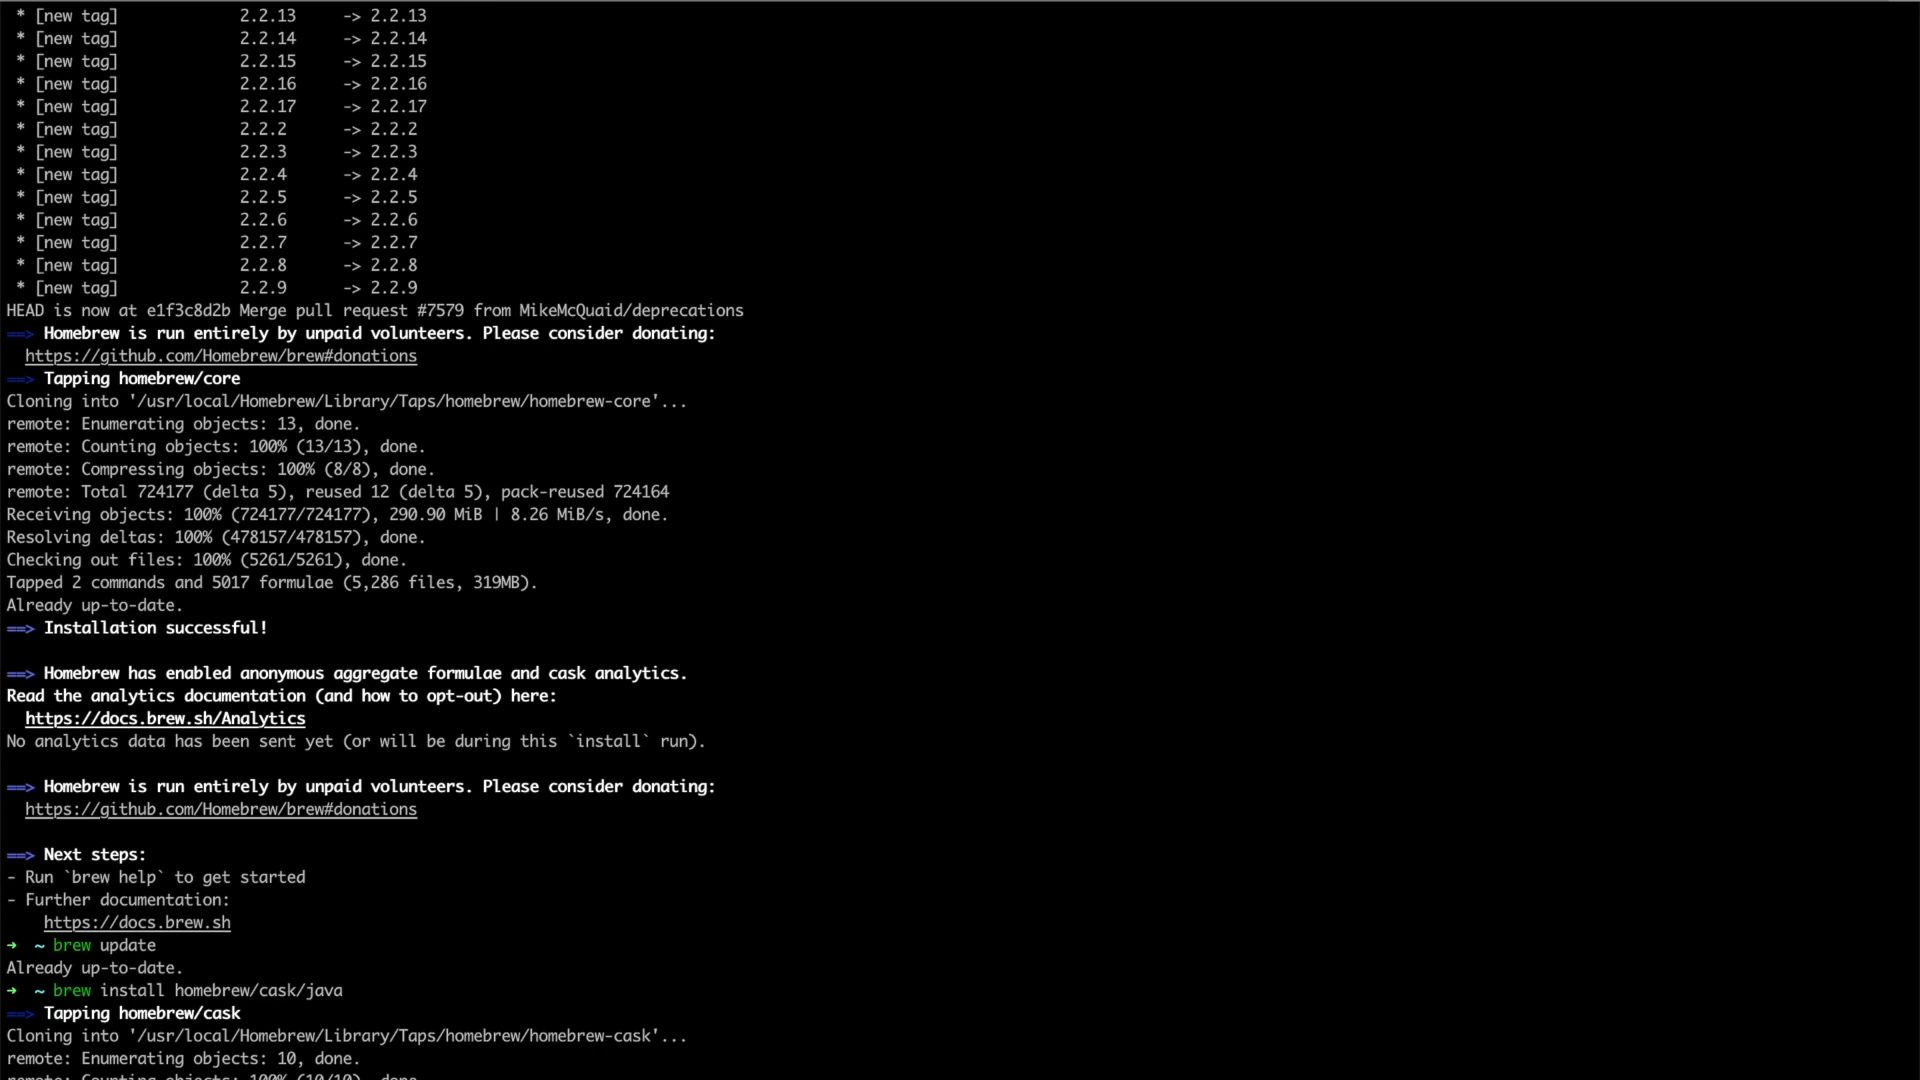 * [new tag] 2.2.13 -> 2.2.13
* [new tag] 2.2.14 -> 2.2.14
* [new tag] 2.2.15 -> 2.2.15
* [new tag] 2.2.16 -> 2.2.16
* [new tag] 2.2.17 -> 2.2.17
* [new tag] 2.2.2 -> 2.2.2
* [new tag] 2.2.3 -> 2.2.3
* [new tag] 2.2.4 -> 2.2.4
* [new tag] 2.2.5 -> 2.2.5
* [new tag] 2.2.6 -> 2.2.6
* [new tag] 2.2.7 -> 2.2.7
* [new tag] 2.2.8 -> 2.2.8
* [new tag] 2.2.9 -> 2.2.9
HEAD is now at e1f3c8d2b Merge pull request #7579 from MikeMcQuaid/deprecations
==> Homebrew is run entirely by unpaid volunteers. Please consider donating:
https://github.com/Homebrew/brew#donations
==> Tapping homebrew/core
Cloning into '/usr/local/Homebrew/Library/Taps/homebrew/homebrew-core'...
remote: Enumerating objects: 13, done.
remote: Counting objects: 100% (13/13), done.
remote: Compressing objects: 100% (8/8), done.
remote: Total 724177 (delta 5), reused 12 (delta 5), pack-reused 724164
Receiving objects: 100% (724177/724177), 290.90 MiB | 8.26 MiB/s, done.
Resolving deltas: 100% (478157/478157), done.
Checking out files: 100% (5261/5261), done.
Tapped 2 commands and 5017 formulae (5,286 files, 319MB).
Already up-to-date.
==> Installation successful!
==> Homebrew has enabled anonymous aggregate formulae and cask analytics.
Read the analytics documentation (and how to opt-out) here:
https://docs.brew.sh/Analytics
No analytics data has been sent yet (or will be during this `install` run).
==> Homebrew is run entirely by unpaid volunteers. Please consider donating:
https://github.com/Homebrew/brew#donations
==> Next steps:
- Run `brew help` to get started
- Further documentation:
https://docs.brew.sh
➜ ~ brew update
Already up-to-date.
➜ ~ brew install homebrew/cask/java
==> Tapping homebrew/cask
Cloning into '/usr/local/Homebrew/Library/Taps/homebrew/homebrew-cask'...
remote: Enumerating objects: 10, done.
remote: Counting objects: 100% (10/10), done.